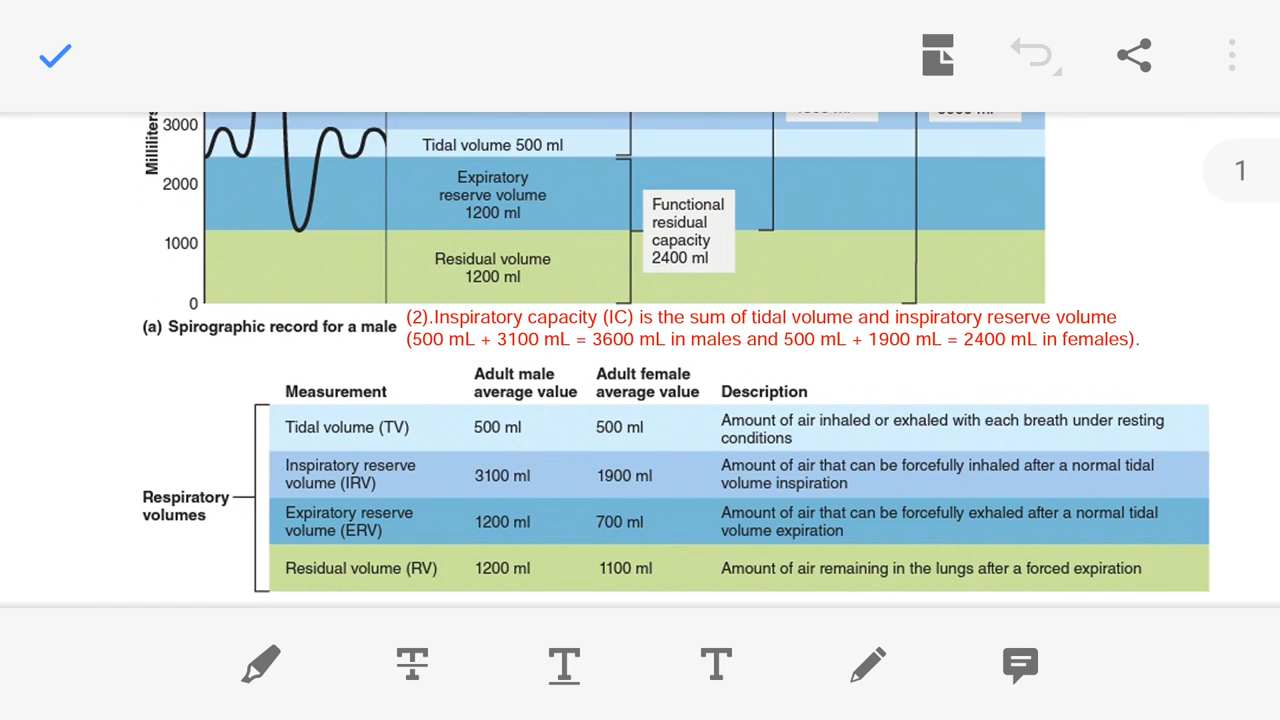 1
Milliliters
3000
2000
1000
0
Tidal volume 500 ml
Expiratory
reserve volume
1200 ml
Residual volume
1200 ml
Functional
residual
capacity
2400 ml
(a) Spirographic record for a male
(2).Inspiratory capacity (IC) is the sum of tidal volume and inspiratory reserve volume
(500 mL + 3100 mL = 3600 mL in males and 500 mL + 1900 mL = 2400 mL in females).
Measurement Adult male average value Adult female average value Description
Respiratory
volumes
Tidal volume (TV) 500 ml 500 ml Amount of air inhaled or exhaled with each breath under resting
conditions
Inspiratory reserve volume (IRV) 3100 ml 1900 ml Amount of air that can be forcefully inhaled after a normal tidal
volume inspiration
Expiratory reserve volume (ERV) 1200 ml 700 ml Amount of air that can be forcefully exhaled after a normal tidal
volume expiration
Residual volume (RV) 1200 ml 1100 ml Amount of air remaining in the lungs after a forced expiration